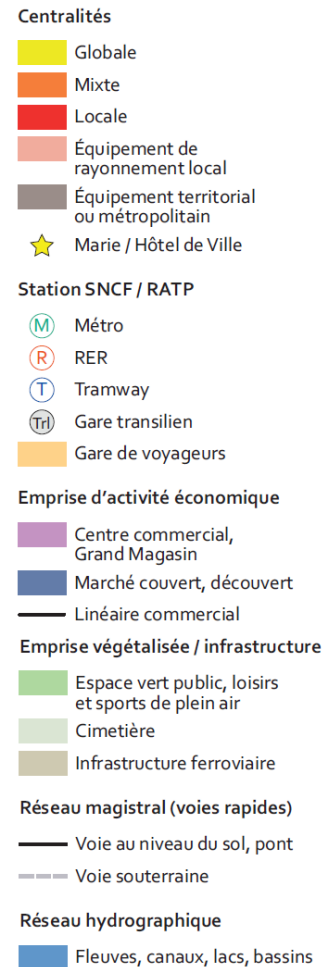 Centralités
Globale
Mixte
Locale
Équipement de
rayonnement local
Équipement territorial
ou métropolitain
Marie / Hôtel de Ville
Station SNCF / RATP
M Métro
R RER
T Tramway
Trl Gare transilien
Gare de voyageurs
Emprise d'activité économique
Centre commercial,
Grand Magasin
Marché couvert, découvert
Linéaire commercial
Emprise végétalisée / infrastructure
Espace vert public, loisirs
et sports de plein air
Cimetière
Infrastructure ferroviaire
Réseau magistral (voies rapides)
Voie au niveau du sol, pont
Voie souterraine
Réseau hydrographique
Fleuves, canaux, lacs, bassins